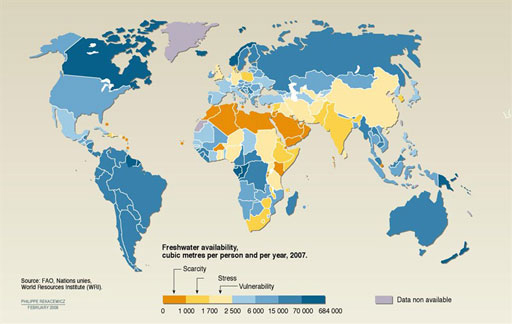 Freshwater availability,
cubic metres per person and per year, 2007.
Scarcity
Stress
Vulnerability
0 1 000 1 700 2 500 6 000 15 000 70 000 684 000
Data non available
Source: FAO, Nations unies,
World Resources Institute (WRI).
PHILIPPE REKACEWICZ
FEBRUARY 2006